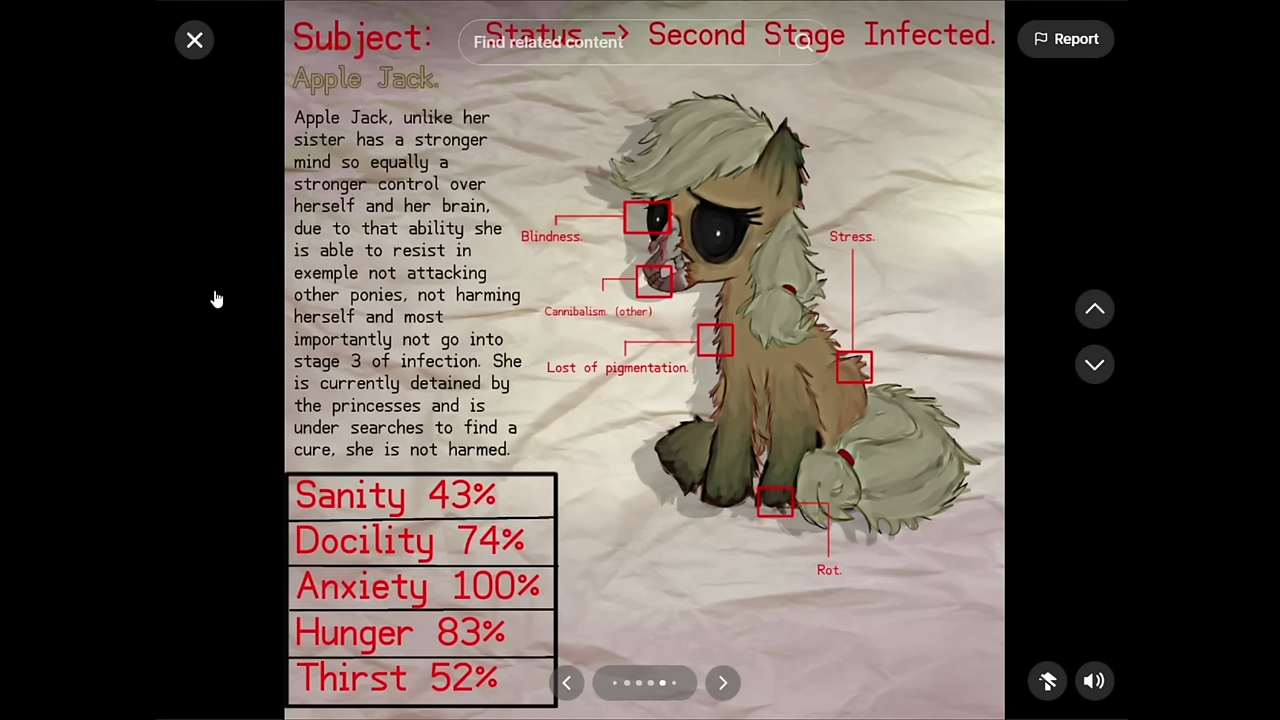 Subject:
Status -> Second Stage Infected.
Find related content
Report
Apple Jack.
Apple Jack, unlike her
sister has a stronger
mind so equally a
stronger control over
herself and her brain,
due to that ability she
is able to resist in
exemple not attacking
other ponies, not harming
herself and most
importantly not go into
stage 3 of infection. She
is currently detained by
the princesses and is
under searches to find a
cure, she is not harmed.
Blindness.
Stress.
Cannibalism. (other)
Lost of pigmentation.
Rot.
Sanity 43%
Docility 74%
Anxiety 100%
Hunger 83%
Thirst 52%